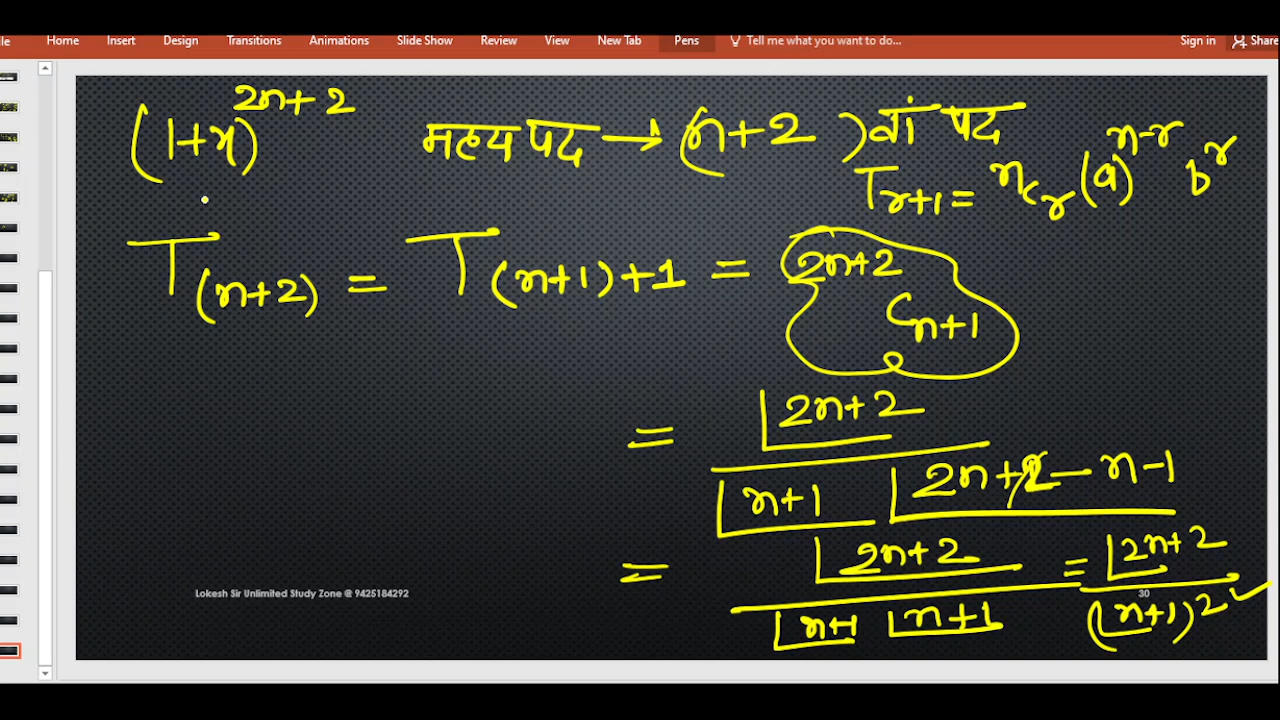 le Home Insert Design Transitions Animations Slide Show Review View New Tab Pens Tell me what you want to do... Sign in Share
(1+x)^{2n+2} मध्य पद → (n+2) वां पद
T_{r+1} = nC_r (a)^{n-r} b^r
T_{(n+2)} = T_{(n+1)+1} = {2n+2}C_{n+1}
= |2n+2 / |n+1 |2n+2-n-1
= |2n+2 / |n+1 |n+1 = |2n+2 / (|n+1)^2 ✓
Lokesh Sir Unlimited Study Zone @ 9425184292
30